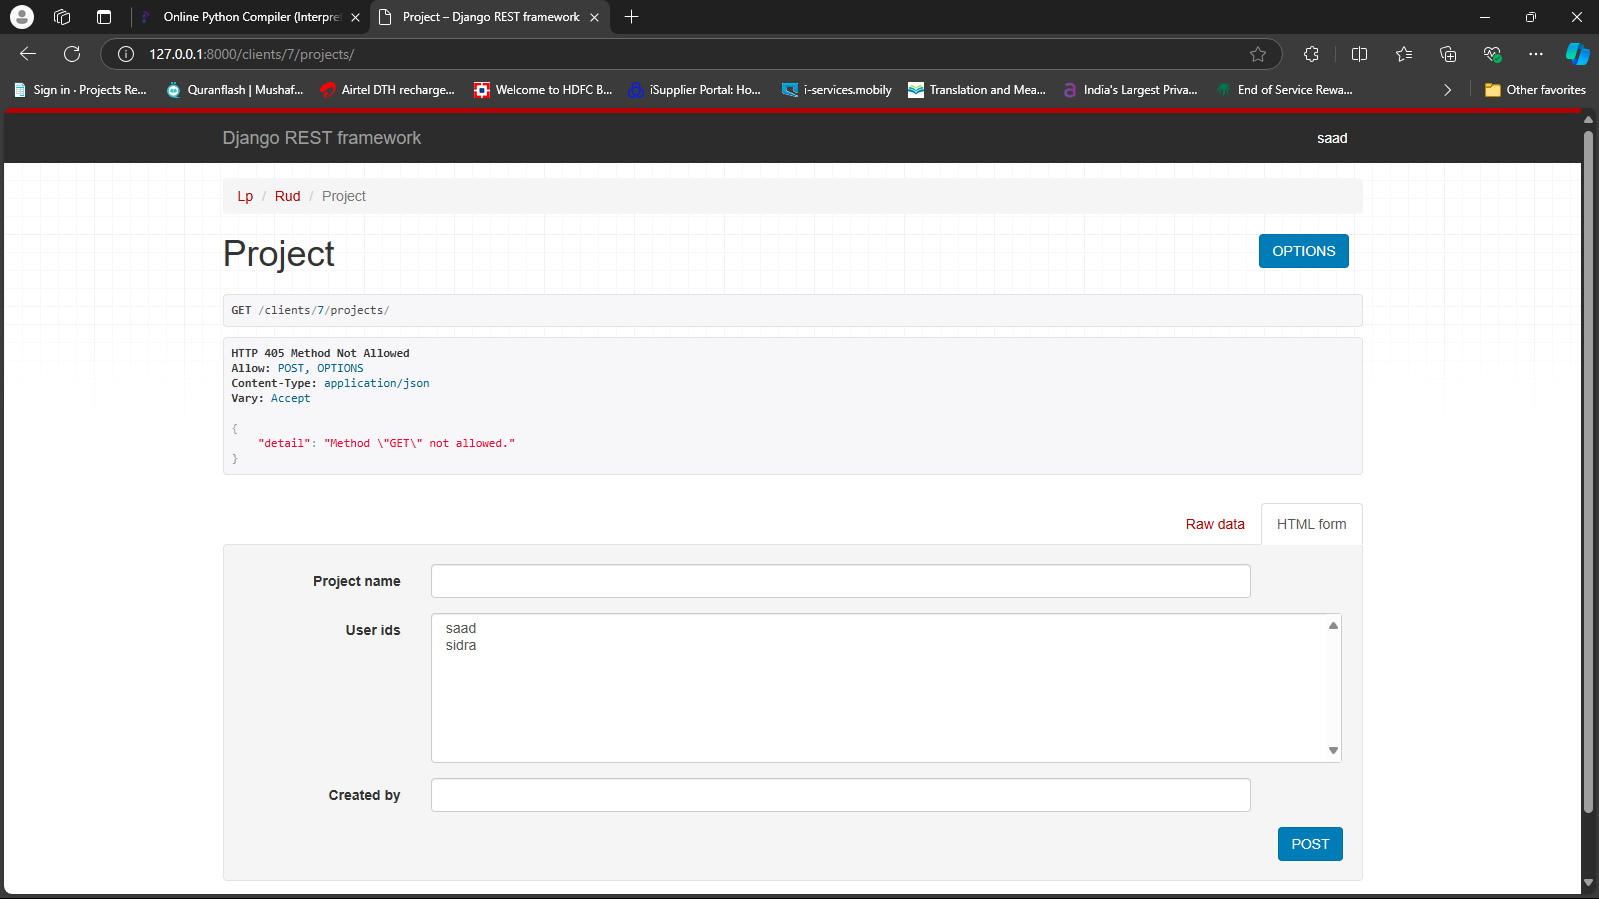 Online Python Compiler (Interpre
Project – Django REST framework
127.0.0.1:8000/clients/7/projects/
Sign in · Projects Re...
Quranflash | Mushaf...
Airtel DTH recharge...
Welcome to HDFC B...
iSupplier Portal: Ho...
i-services.mobily
Translation and Mea...
India's Largest Priva...
End of Service Rewa...
Other favorites
Django REST framework
saad
Lp / Rud / Project
Project
OPTIONS
GET /clients/7/projects/
HTTP 405 Method Not Allowed
Allow: POST, OPTIONS
Content-Type: application/json
Vary: Accept
{
"detail": "Method \"GET\" not allowed."
}
Raw data
HTML form
Project name
User ids
saad
sidra
Created by
POST